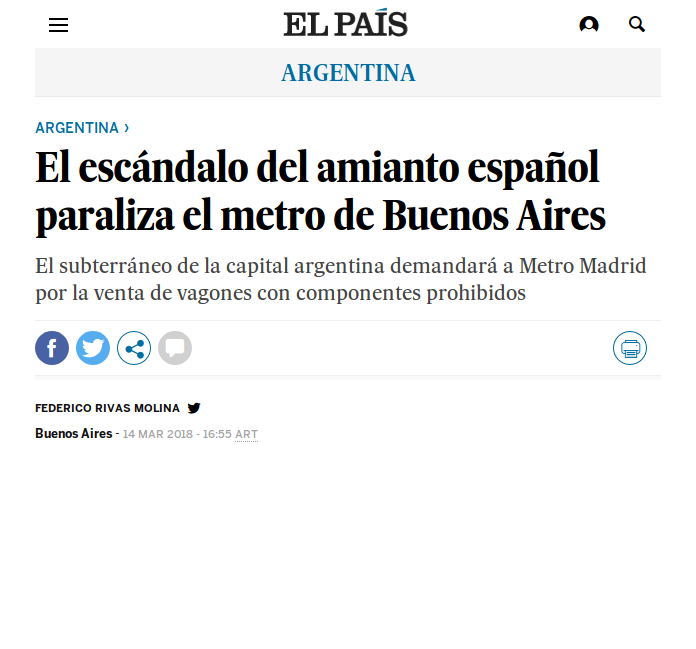 EL PAÍS
ARGENTINA
ARGENTINA ›
El escándalo del amianto español
paraliza el metro de Buenos Aires
El subterráneo de la capital argentina demandará a Metro Madrid
por la venta de vagones con componentes prohibidos
FEDERICO RIVAS MOLINA
Buenos Aires - 14 MAR 2018 - 16:55 ART